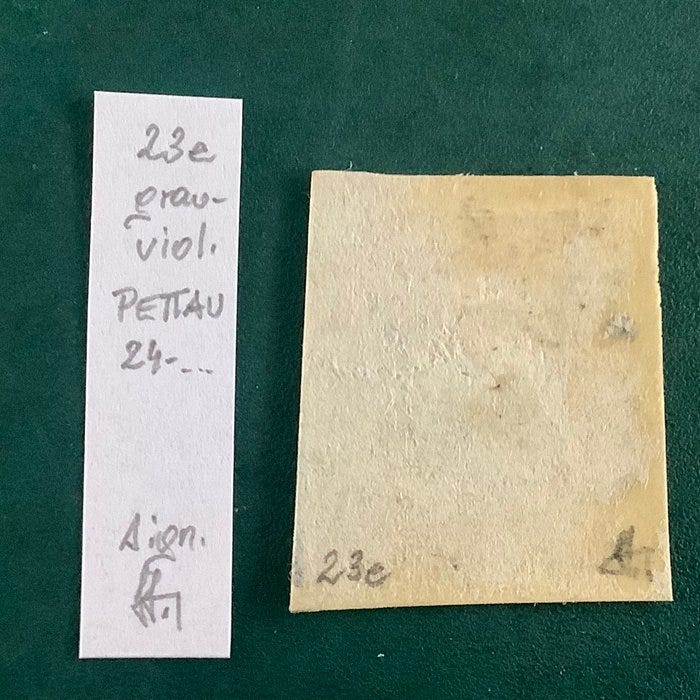 23e
grau-
viol.
PETTAU
24-...
Sign.
23e